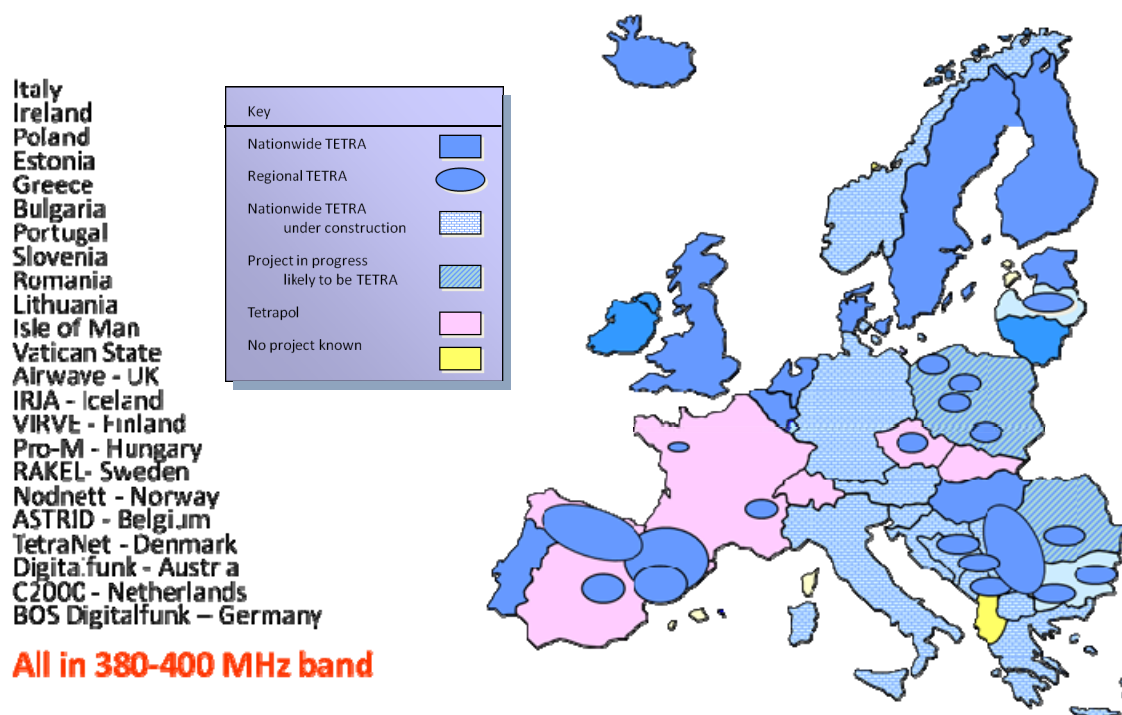 Italy
Ireland
Poland
Estonia
Greece
Bulgaria
Portugal
Slovenia
Romania
Lithuania
Isle of Man
Vatican State
Airwave - UK
IRJA - Iceland
VIRVE - Finland
Pro-M - Hungary
RAKEL- Sweden
Nodnett - Norway
ASTRID - Belgium
TetraNet - Denmark
Digitalfunk - Austria
C2000 - Netherlands
BOS Digitalfunk – Germany
All in 380-400 MHz band
Key
Nationwide TETRA
Regional TETRA
Nationwide TETRA
under construction
Project in progress
likely to be TETRA
Tetrapol
No project known